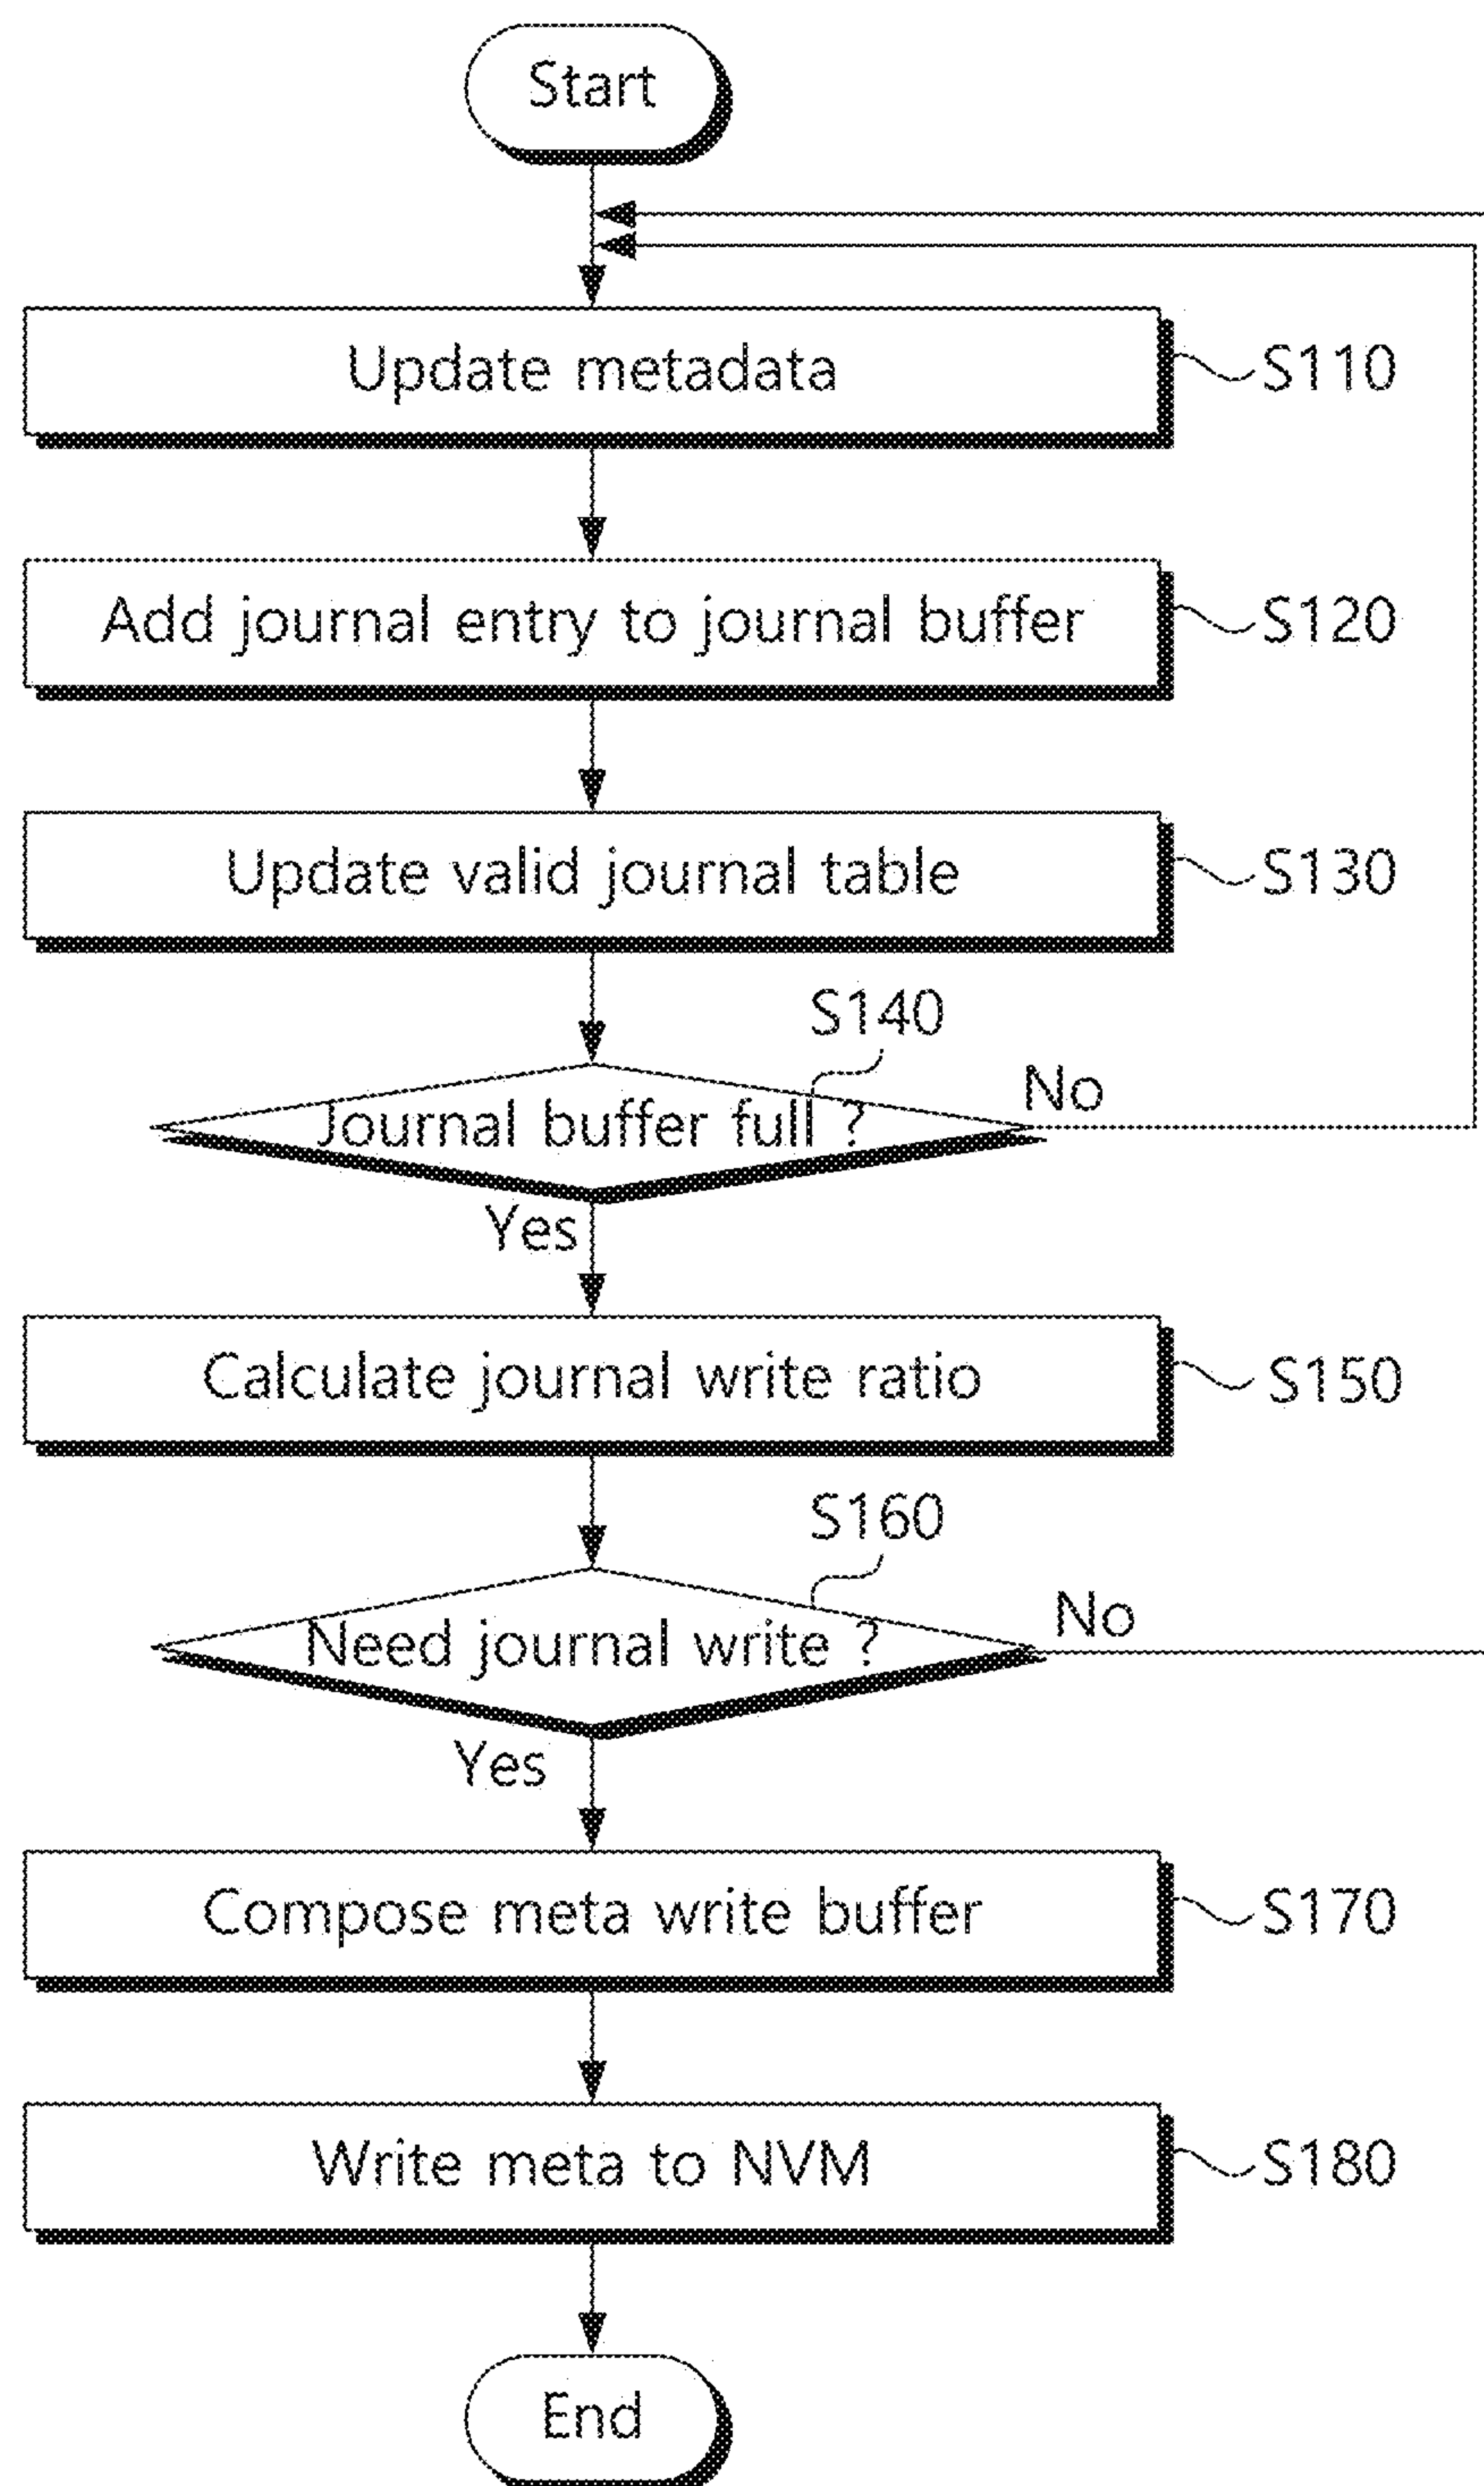 Start
Update metadata
S110
Add journal entry to journal buffer
S120
Update valid journal table
S130
S140
Journal buffer full ?
No
Yes
Calculate journal write ratio
S150
S160
Need journal write ?
No
Yes
Compose meta write buffer
S170
Write meta to NVM
S180
End